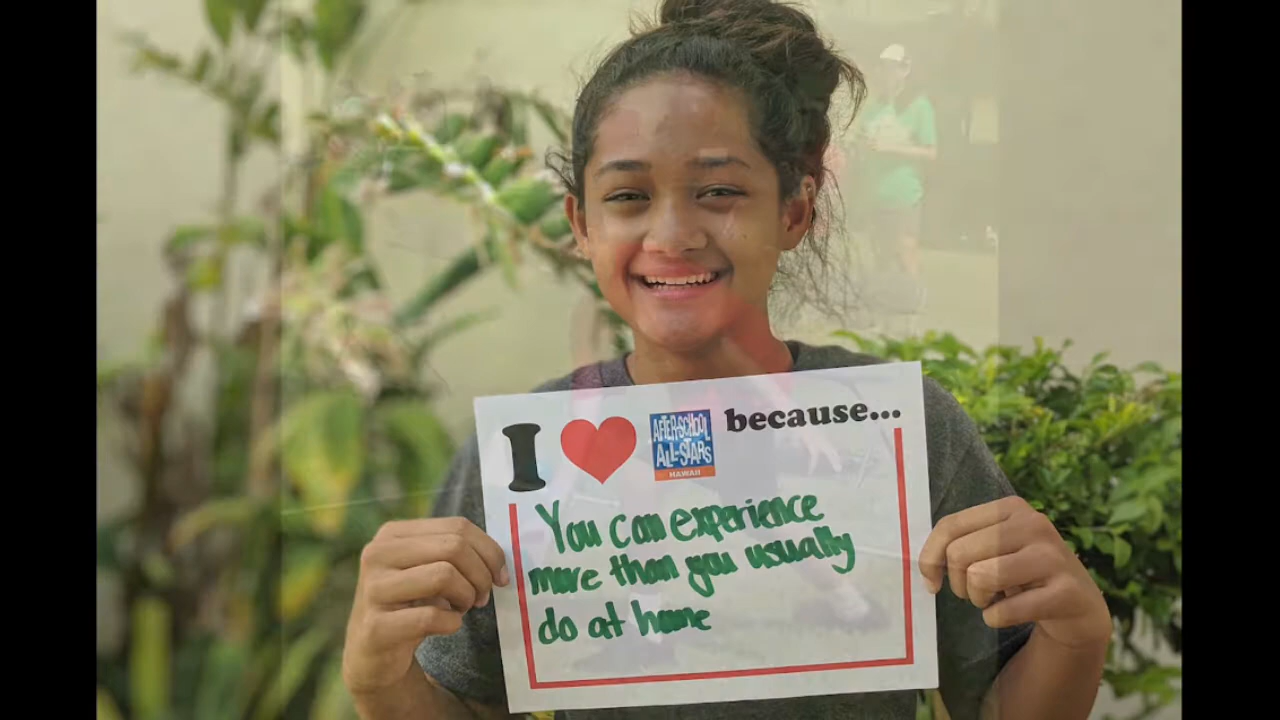 I ❤ AFTER-SCHOOL ALL-STARS HAWAII because...
You can experience
more than you usually
do at home